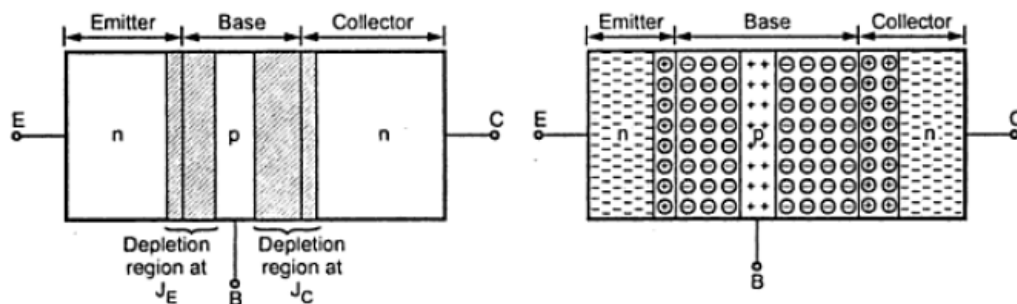 Emitter Base Collector
E n p n C
Depletion region at J_E
B
Depletion region at J_C
Emitter Base Collector
E n p n C
B